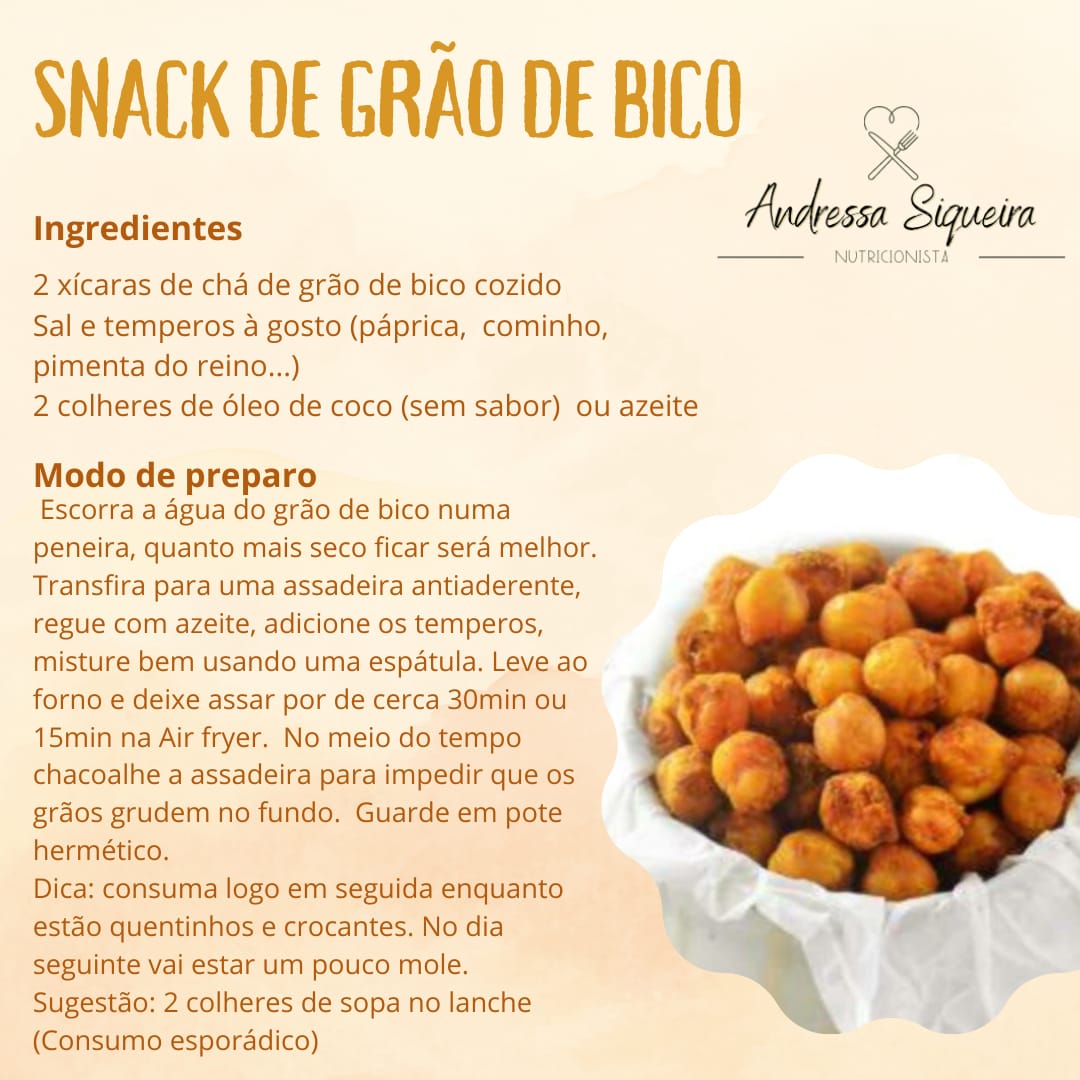 SNACK DE GRÃO DE BICO
Andressa Siqueira
NUTRICIONISTA
Ingredientes
2 xícaras de chá de grão de bico cozido
Sal e temperos à gosto (páprica,  cominho,
pimenta do reino...)
2 colheres de óleo de coco (sem sabor)  ou azeite
Modo de preparo
Escorra a água do grão de bico numa
peneira, quanto mais seco ficar será melhor.
Transfira para uma assadeira antiaderente,
regue com azeite, adicione os temperos,
misture bem usando uma espátula. Leve ao
forno e deixe assar por de cerca 30min ou
15min na Air fryer.  No meio do tempo
chacoalhe a assadeira para impedir que os
grãos grudem no fundo.  Guarde em pote
hermético.
Dica: consuma logo em seguida enquanto
estão quentinhos e crocantes. No dia
seguinte vai estar um pouco mole.
Sugestão: 2 colheres de sopa no lanche
(Consumo esporádico)